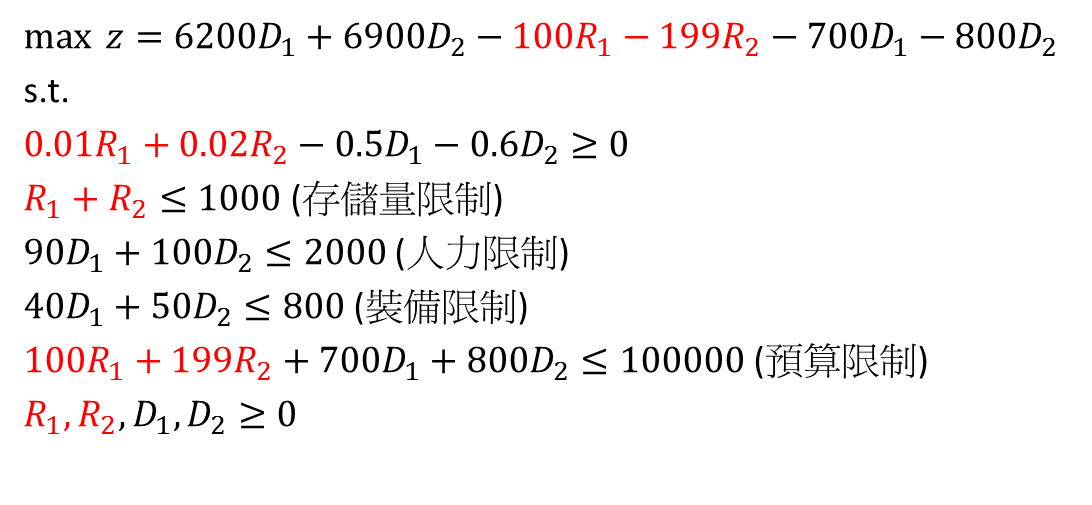 max z = 6200D₁ + 6900D₂ − 100R₁ − 199R₂ − 700D₁ − 800D₂
s.t.
0.01R₁ + 0.02R₂ − 0.5D₁ − 0.6D₂ ≥ 0
R₁ + R₂ ≤ 1000 (存儲量限制)
90D₁ + 100D₂ ≤ 2000 (人力限制)
40D₁ + 50D₂ ≤ 800 (裝備限制)
100R₁ + 199R₂ + 700D₁ + 800D₂ ≤ 100000 (預算限制)
R₁, R₂, D₁, D₂ ≥ 0